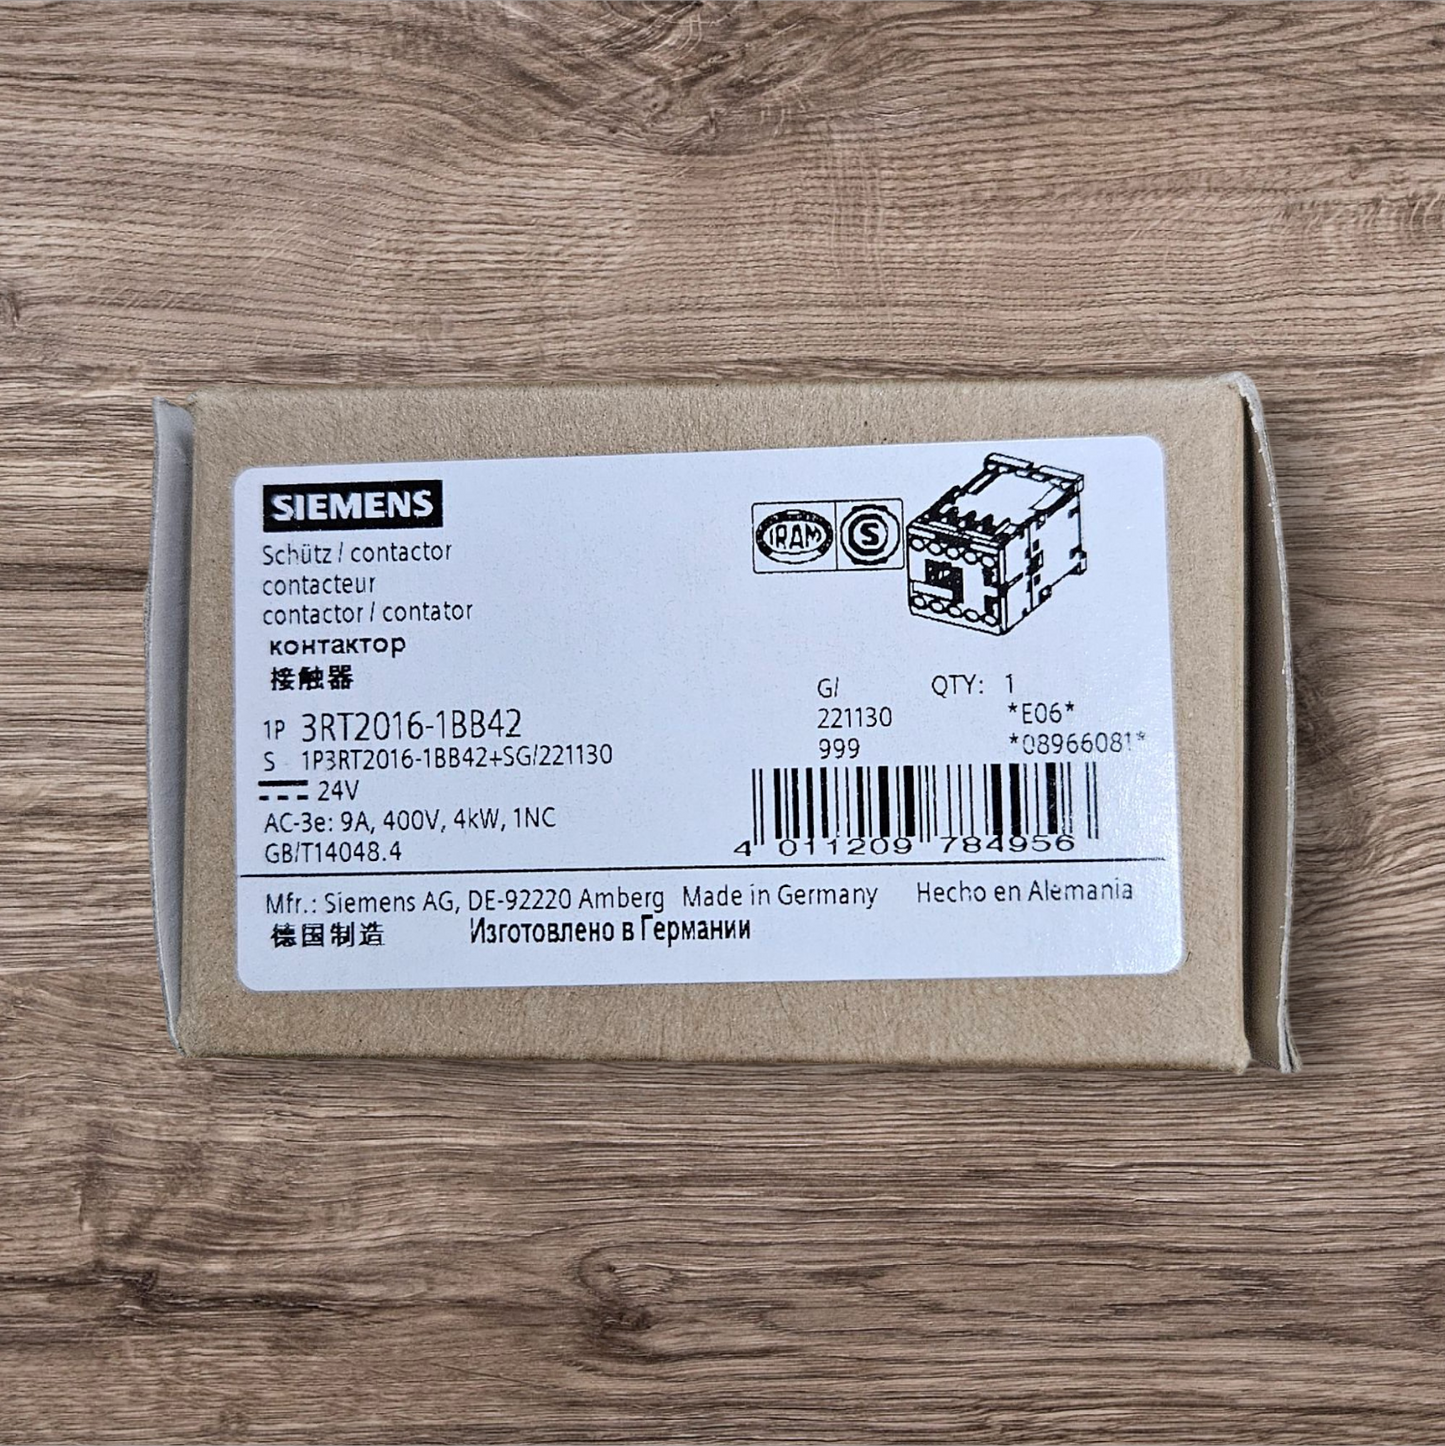 SIEMENS
Schütz / contactor
contacteur
contactor / contator
контактор
接触器
IRAM S
G/ QTY: 1
221130 *E06*
999 *08966081*
1P 3RT2016-1BB42
S 1P3RT2016-1BB42+SG/221130
24V
AC-3e: 9A, 400V, 4kW, 1NC
GB/T14048.4
4 011209 784956
Mfr.: Siemens AG, DE-92220 Amberg Made in Germany Hecho en Alemania
德国制造 Изготовлено в Германии